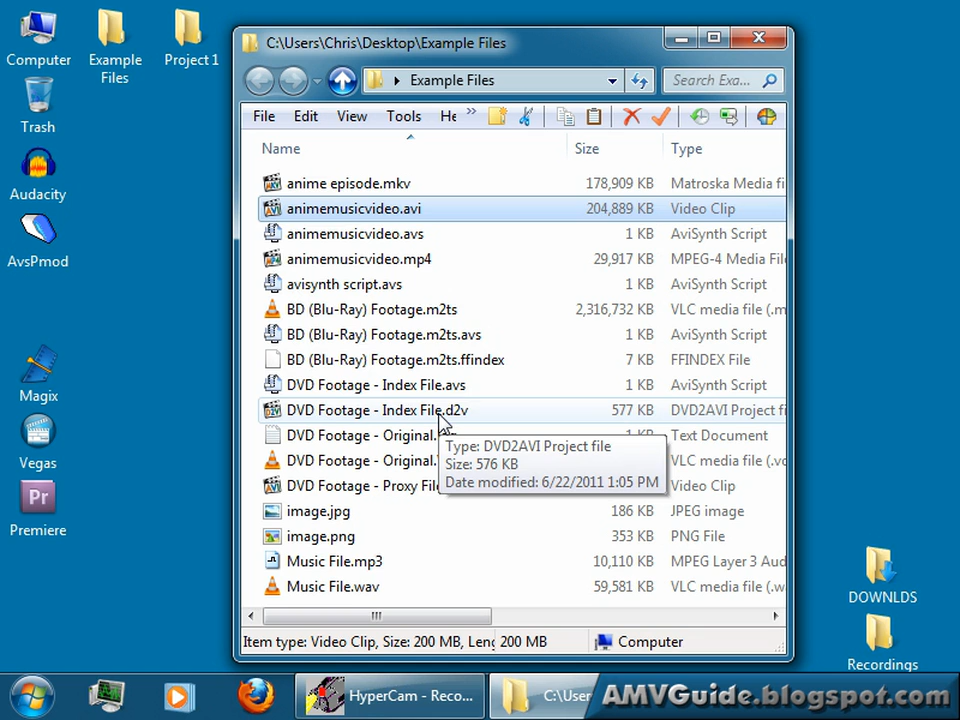 Computer
Example Files
Project 1
Trash
Audacity
AvsPmod
Magix
Vegas
Premiere
C:\Users\Chris\Desktop\Example Files
Example Files
Search Exa...
File Edit View Tools He »
Name Size Type
anime episode.mkv 178,909 KB Matroska Media fi
animemusicvideo.avi 204,889 KB Video Clip
animemusicvideo.avs 1 KB AviSynth Script
animemusicvideo.mp4 29,917 KB MPEG-4 Media File
avisynth script.avs 1 KB AviSynth Script
BD (Blu-Ray) Footage.m2ts 2,316,732 KB VLC media file (.m
BD (Blu-Ray) Footage.m2ts.avs 1 KB AviSynth Script
BD (Blu-Ray) Footage.m2ts.ffindex 7 KB FFINDEX File
DVD Footage - Index File.avs 1 KB AviSynth Script
DVD Footage - Index File.d2v 577 KB DVD2AVI Project fi
DVD Footage - Original. 1 KB Text Document
DVD Footage - Original. VLC media file (.vo
DVD Footage - Proxy File Video Clip
Type: DVD2AVI Project file
Size: 576 KB
Date modified: 6/22/2011 1:05 PM
image.jpg 186 KB JPEG image
image.png 353 KB PNG File
Music File.mp3 10,110 KB MPEG Layer 3 Aud
Music File.wav 59,581 KB VLC media file (.wa
Item type: Video Clip, Size: 200 MB, Leng 200 MB Computer
DOWNLDS
Recordings
HyperCam - Reco...
C:\User
AMVGuide.blogspot.com